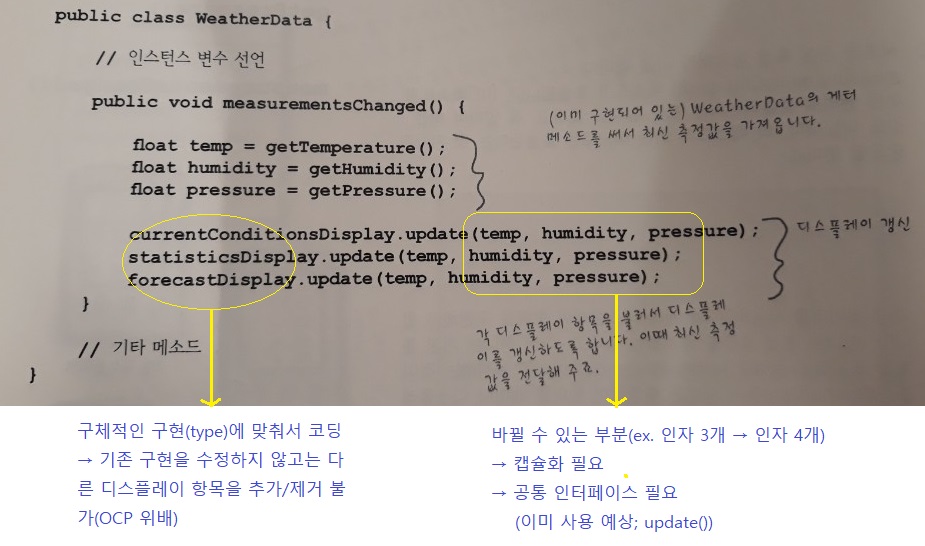 public class WeatherData {
// 인스턴스 변수 선언
public void measurementsChanged() {
(이미 구현되어 있는) WeatherData의 게터
메소드를 써서 최신 측정값을 가져옵니다.
float temp = getTemperature();
float humidity = getHumidity();
float pressure = getPressure();
currentConditionsDisplay.update(temp, humidity, pressure);
statisticsDisplay.update(temp, humidity, pressure);
forecastDisplay.update(temp, humidity, pressure);
디스플레이 갱신
}
각 디스플레이 항목을 불러서 디스플레
이를 갱신하도록 합니다. 이때 최신 측정
값을 전달해 주죠.
// 기타 메소드
}
구체적인 구현(type)에 맞춰서 코딩
→ 기존 구현을 수정하지 않고는 다
른 디스플레이 항목을 추가/제거 불
가(OCP 위배)
바뀔 수 있는 부분(ex. 인자 3개 → 인자 4개)
→ 캡슐화 필요
→ 공통 인터페이스 필요
(이미 사용 예상; update())